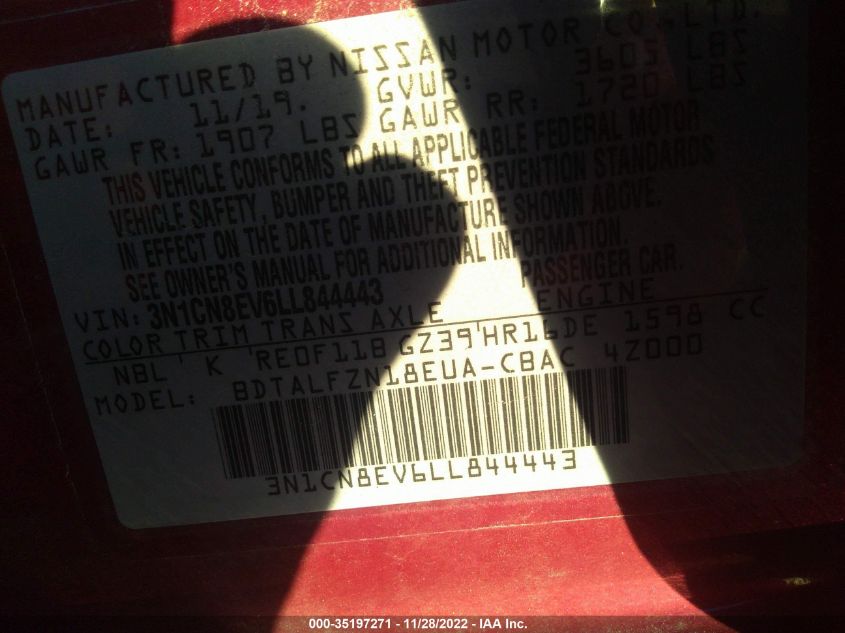 MANUFACTURED BY NISSAN MOTOR CO.,LTD.
DATE: 11/19. GVWR: 3605 LBS
GAWR FR: 1907 LBS GAWR RR: 1720 LBS
THIS VEHICLE CONFORMS TO ALL APPLICABLE FEDERAL MOTOR
VEHICLE SAFETY, BUMPER AND THEFT PREVENTION STANDARDS
IN EFFECT ON THE DATE OF MANUFACTURE SHOWN ABOVE.
SEE OWNER'S MANUAL FOR ADDITIONAL INFORMATION.
VIN: 3N1CN8EV6LL844443 PASSENGER CAR.
COLOR TRIM TRANS AXLE ENGINE
NBL ' K 'RE0F11B GZ39'HR16DE 1598 CC
MODEL: BDTALFZN18EUA-CBAC 4Z000
3N1CN8EV6LL844443
000-35197271 - 11/28/2022 - IAA Inc.